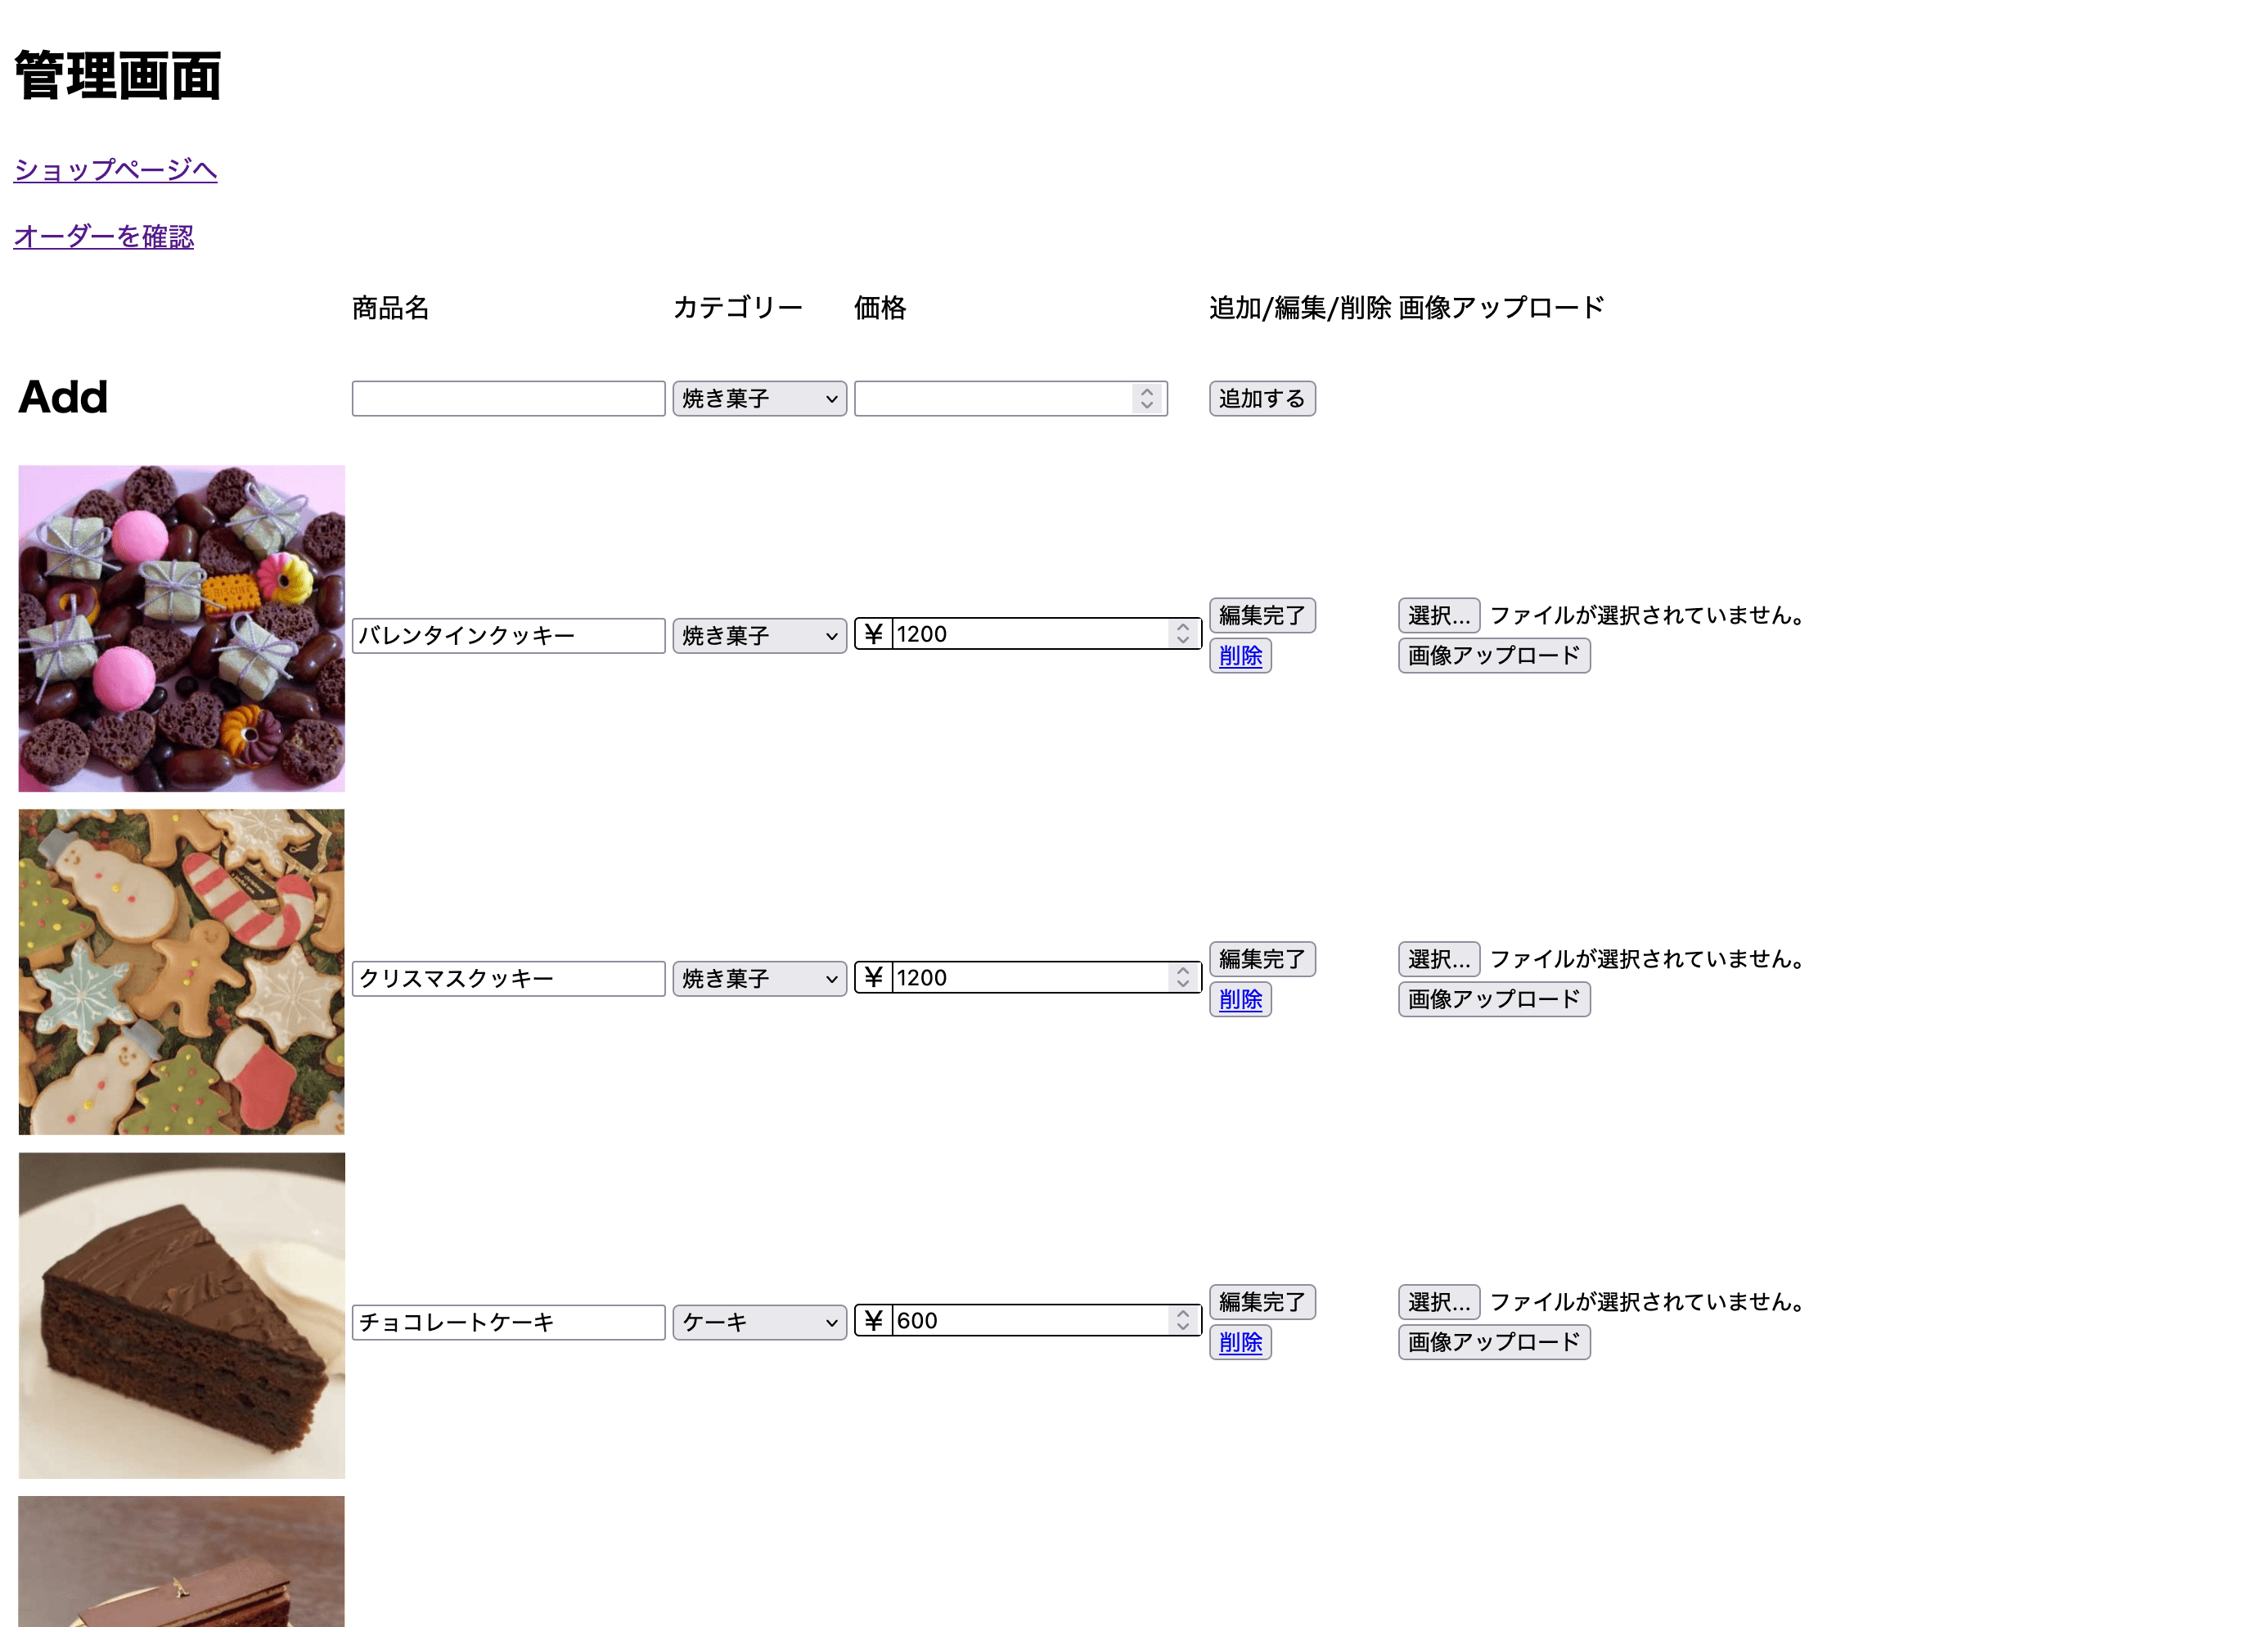 管理画面
ショップページへ
オーダーを確認
商品名 カテゴリー 価格 追加/編集/削除 画像アップロード
Add 焼き菓子 追加する
BISCUIT
バレンタインクッキー 焼き菓子 ¥ 1200 編集完了 選択... ファイルが選択されていません。
削除 画像アップロード
クリスマスクッキー 焼き菓子 ¥ 1200 編集完了 選択... ファイルが選択されていません。
削除 画像アップロード
チョコレートケーキ ケーキ ¥ 600 編集完了 選択... ファイルが選択されていません。
削除 画像アップロード